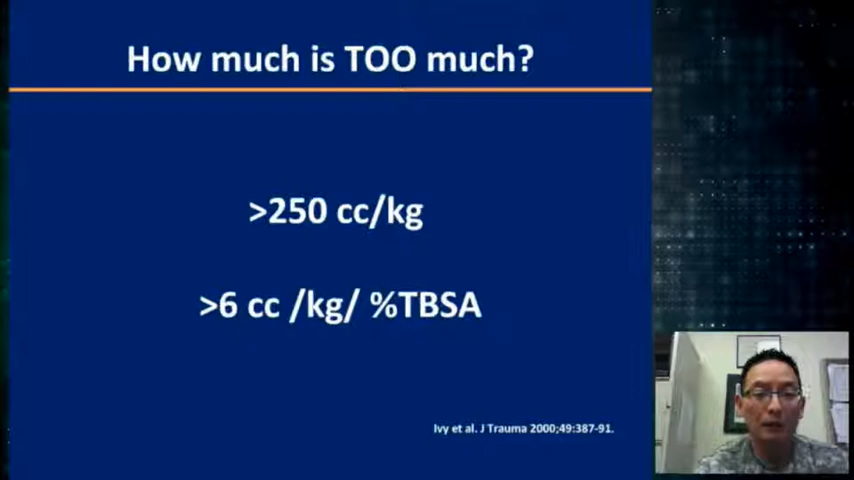 How much is TOO much?
>250 cc/kg
>6 cc /kg/ %TBSA
Ivy et al. J Trauma 2000;49:387-91.